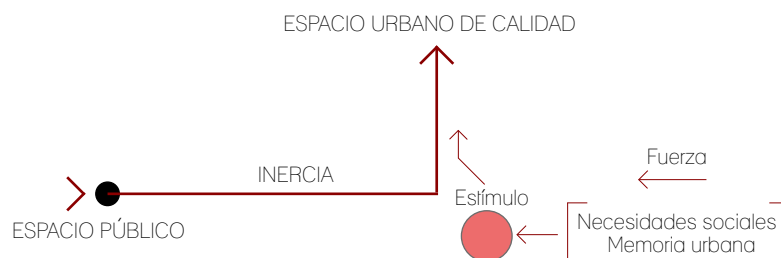 ESPACIO URBANO DE CALIDAD
INERCIA
Fuerza
Estímulo
ESPACIO PÚBLICO
Necesidades sociales
Memoria urbana